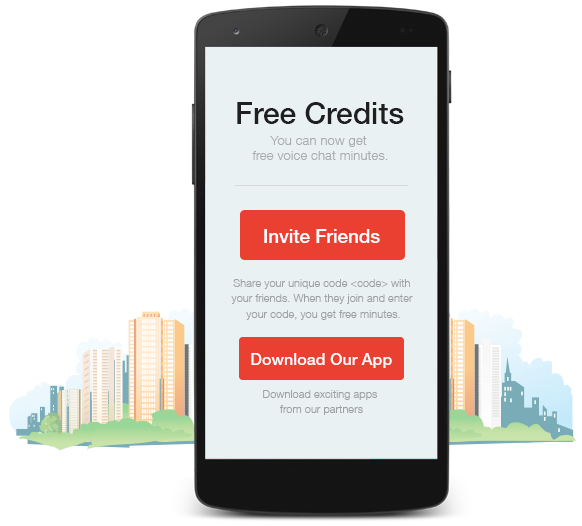 Free Credits
You can now get
free voice chat minutes.
Invite Friends
Share your unique code <code> with
your friends. When they join and enter
your code, you get free minutes.
Download Our App
Download exciting apps
from our partners